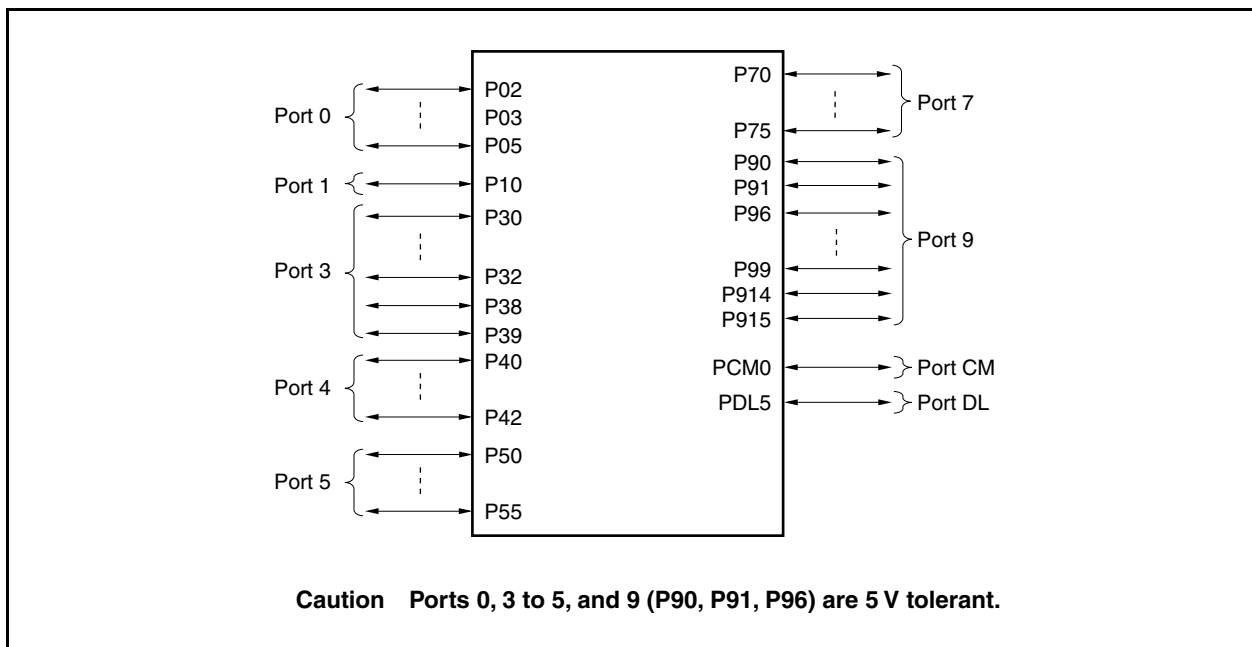 Port 0
P02
P03
P05
Port 1
P10
Port 3
P30
P32
P38
P39
Port 4
P40
P42
Port 5
P50
P55
P70
P75
Port 7
P90
P91
P96
P99
P914
P915
Port 9
PCM0
Port CM
PDL5
Port DL
Caution Ports 0, 3 to 5, and 9 (P90, P91, P96) are 5 V tolerant.